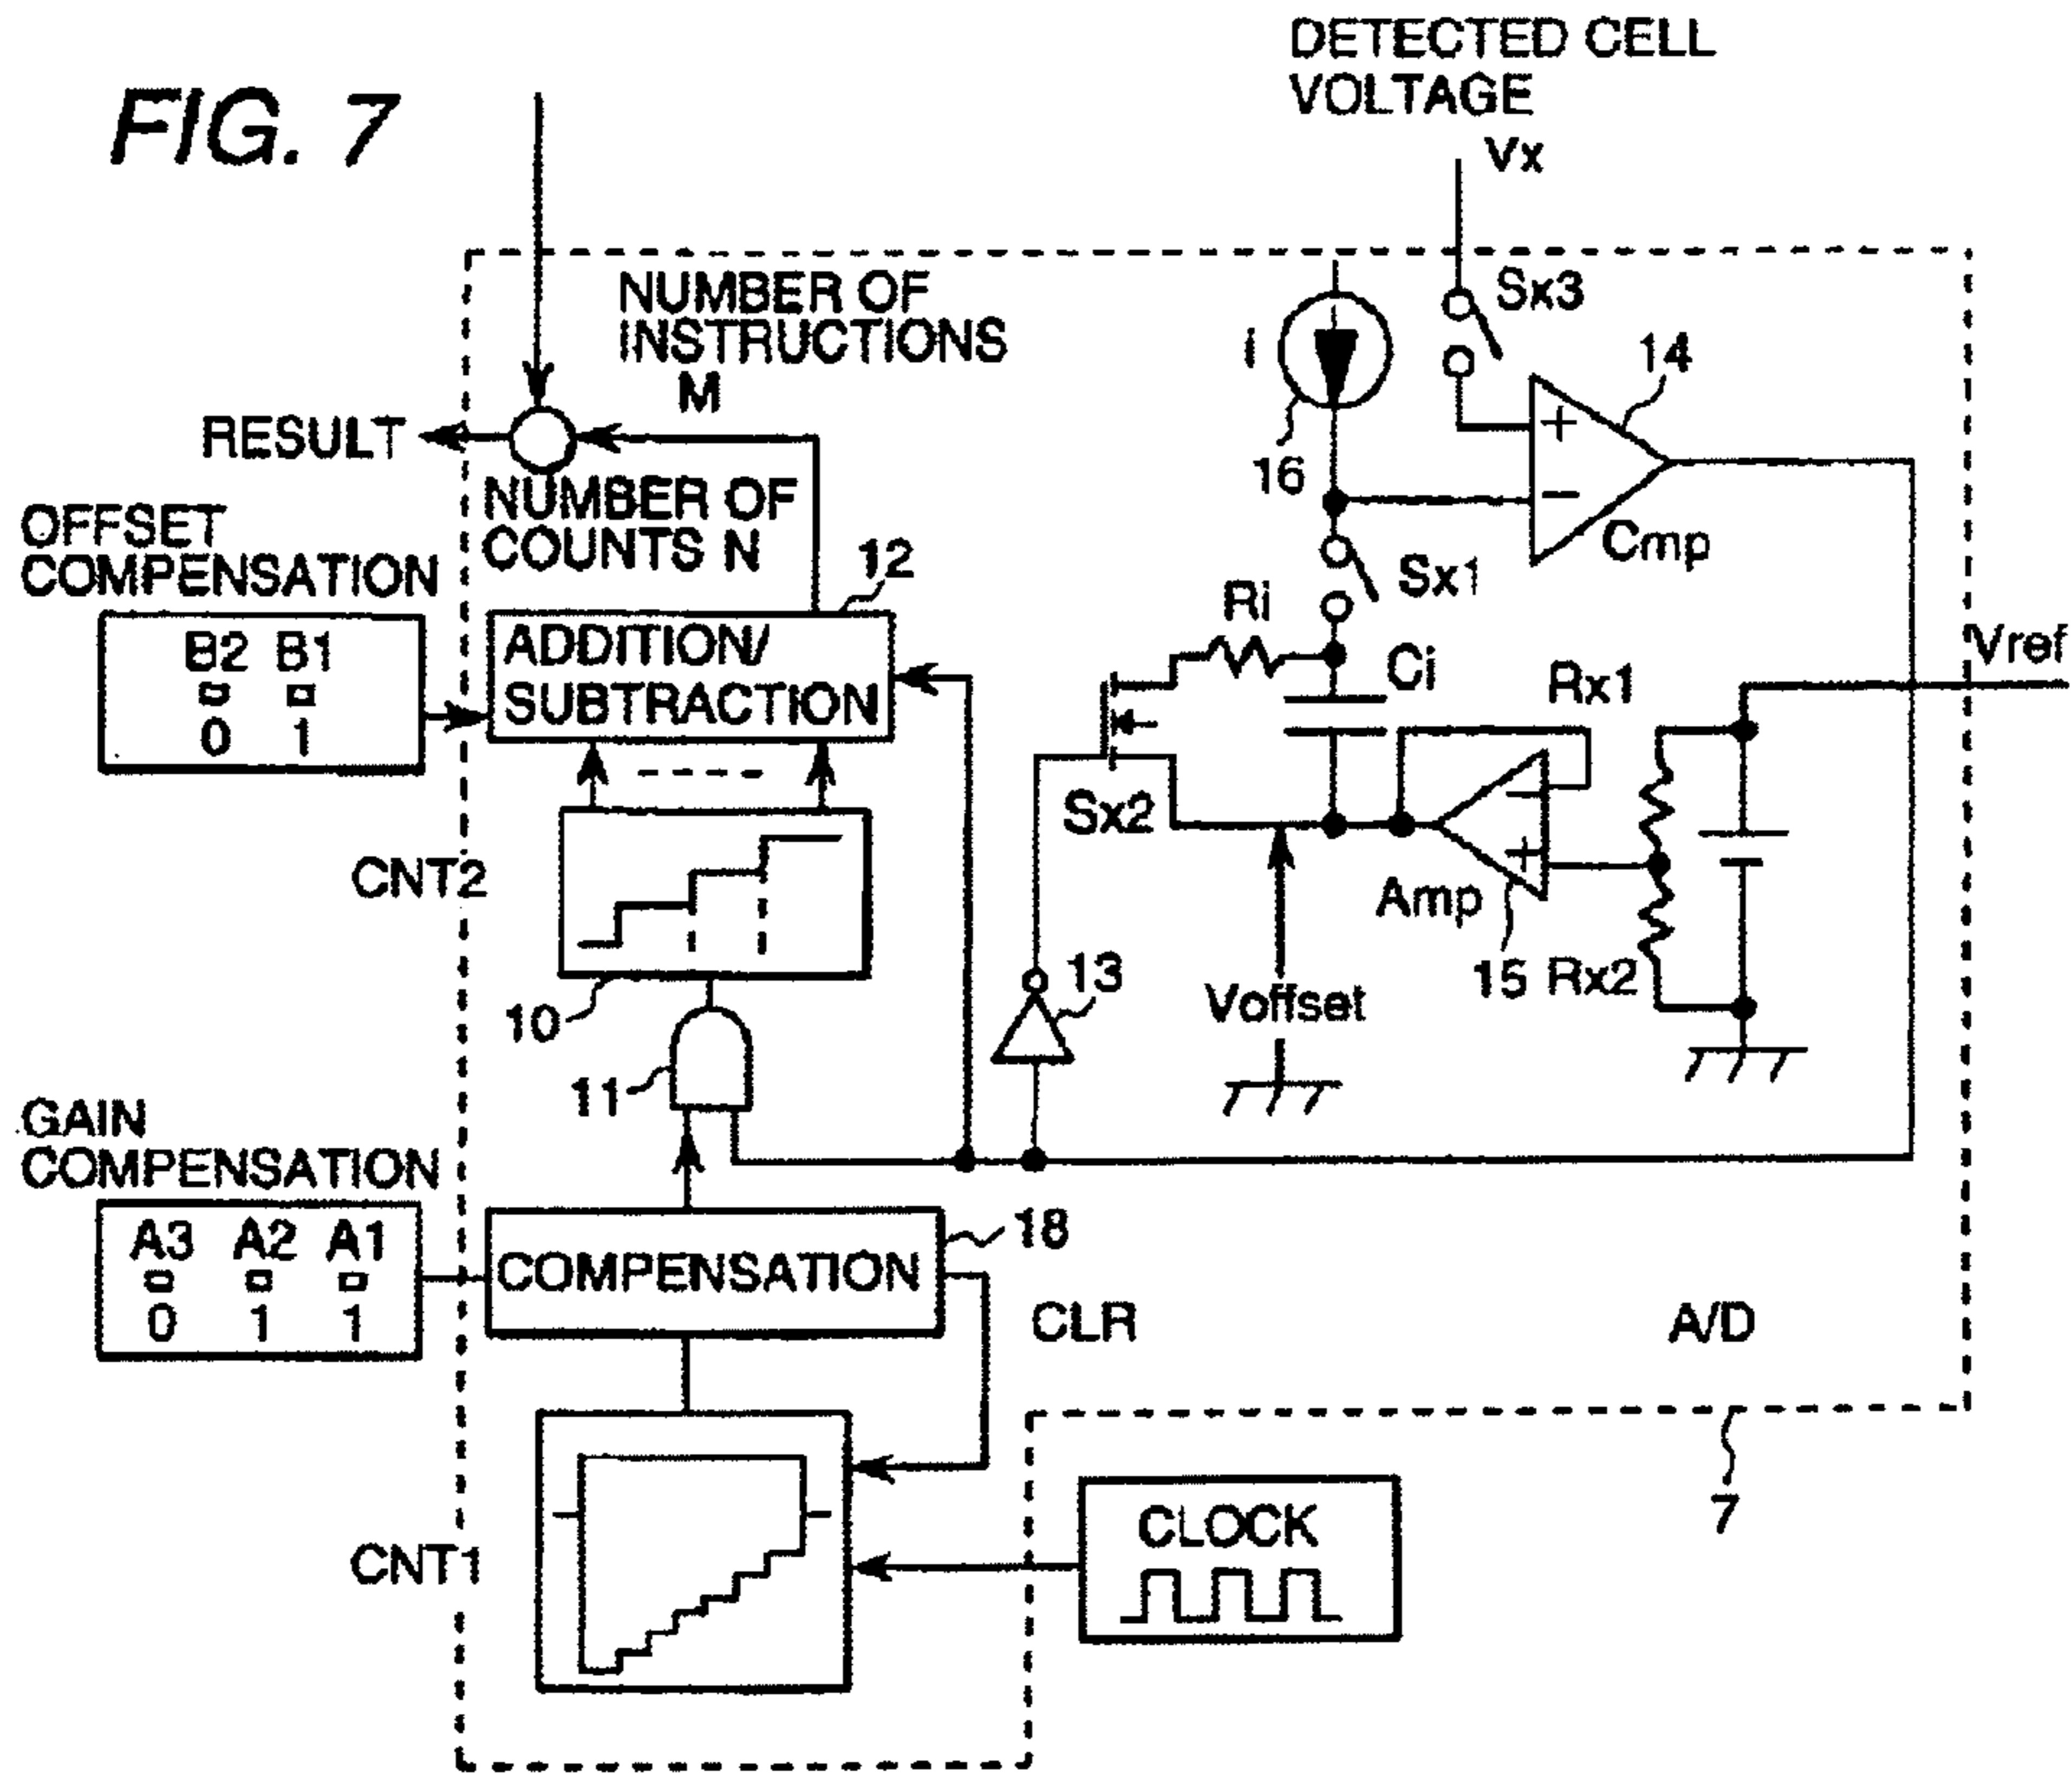 FIG. 7
DETECTED CELL
VOLTAGE
Vx
NUMBER OF
INSTRUCTIONS
M
Sx3
i
14
16
RESULT
+
−
Cmp
NUMBER OF
COUNTS N
OFFSET
COMPENSATION
12
Sx1
Ri
B2 B1
0 1
ADDITION/
SUBTRACTION
Ci
Rx1
Vref
Sx2
−
+
CNT2
Amp
15
Rx2
10
13
Voffset
11
GAIN
COMPENSATION
A3 A2 A1
0 1 1
COMPENSATION
18
CLR
A/D
7
CNT1
CLOCK